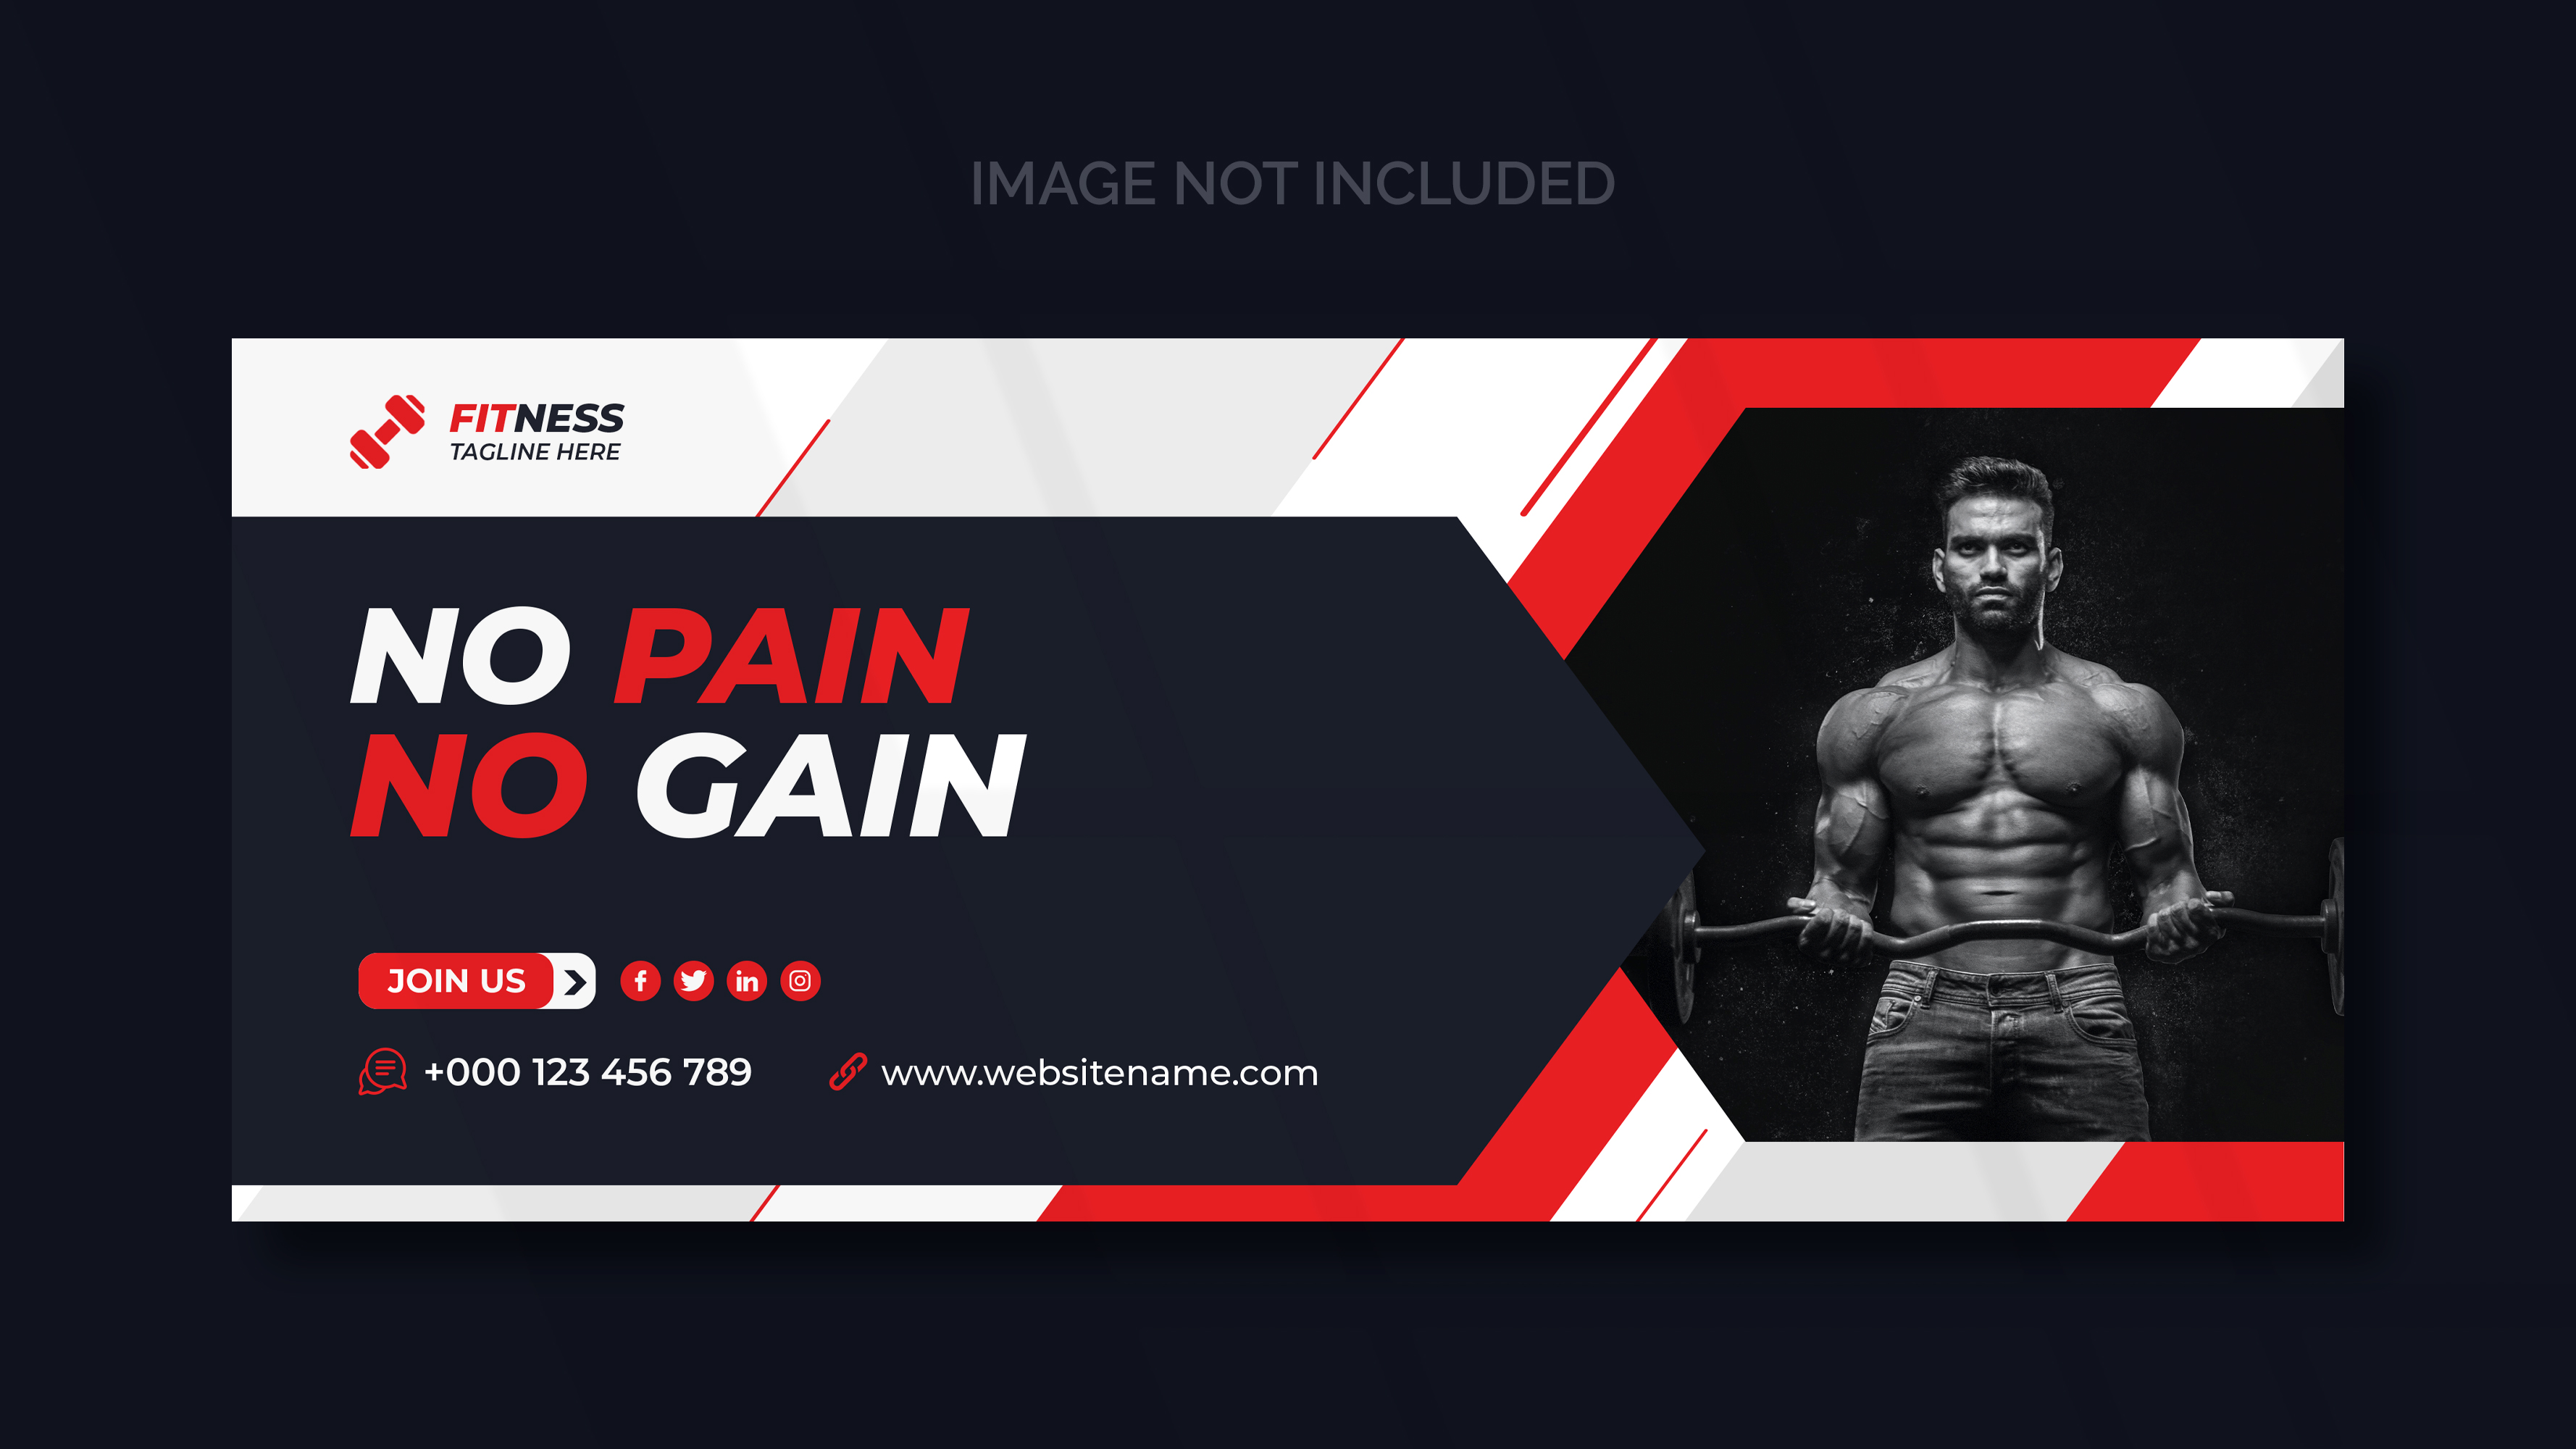 IMAGE NOT INCLUDED
FITNESS
TAGLINE HERE
NO PAIN
NO GAIN
JOIN US
+000 123 456 789
www.websitename.com